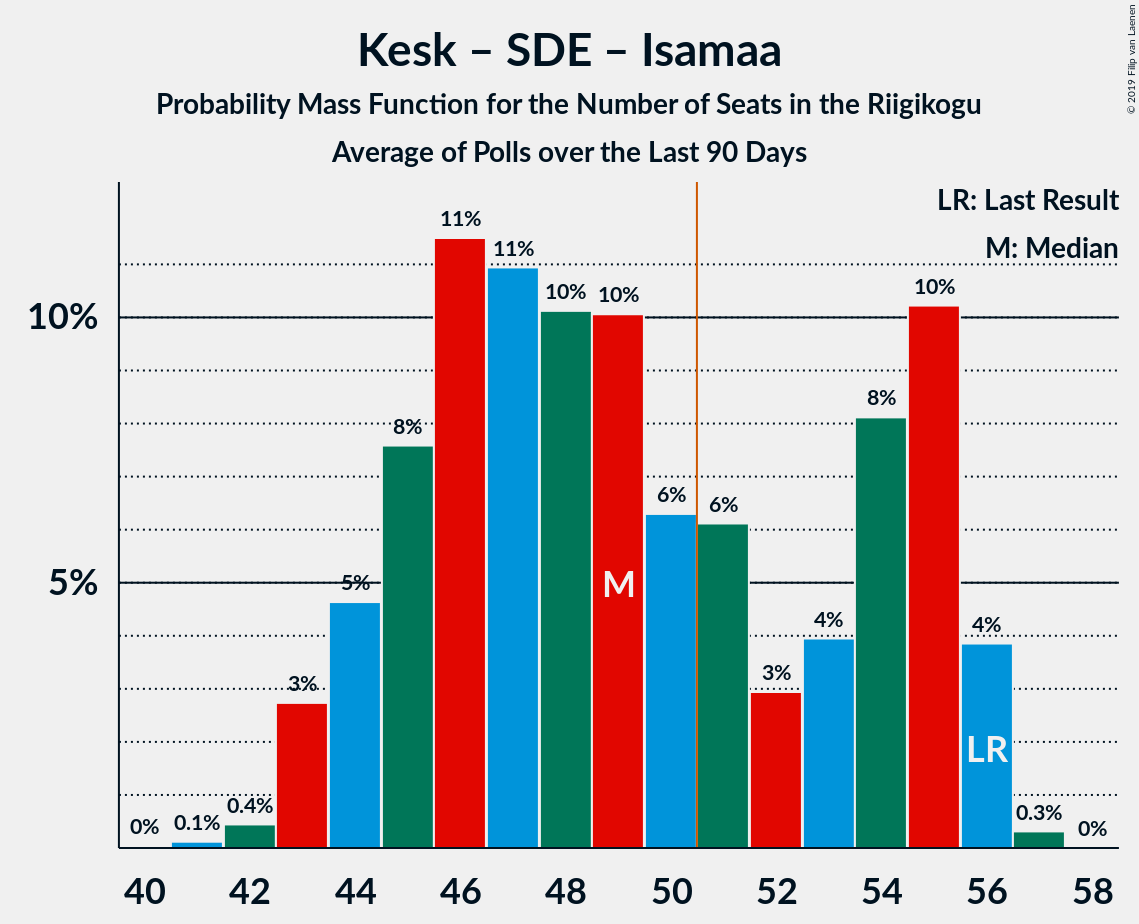 Kesk – SDE – Isamaa
Probability Mass Function for the Number of Seats in the Riigikogu
Average of Polls over the Last 90 Days
© 2019 Filip van Laenen
LR: Last Result
M: Median
10%
5%
0%
0.1%
0.4%
3%
5%
8%
11%
11%
10%
10%
6%
6%
3%
4%
8%
10%
4%
0.3%
0%
M
LR
40 42 44 46 48 50 52 54 56 58